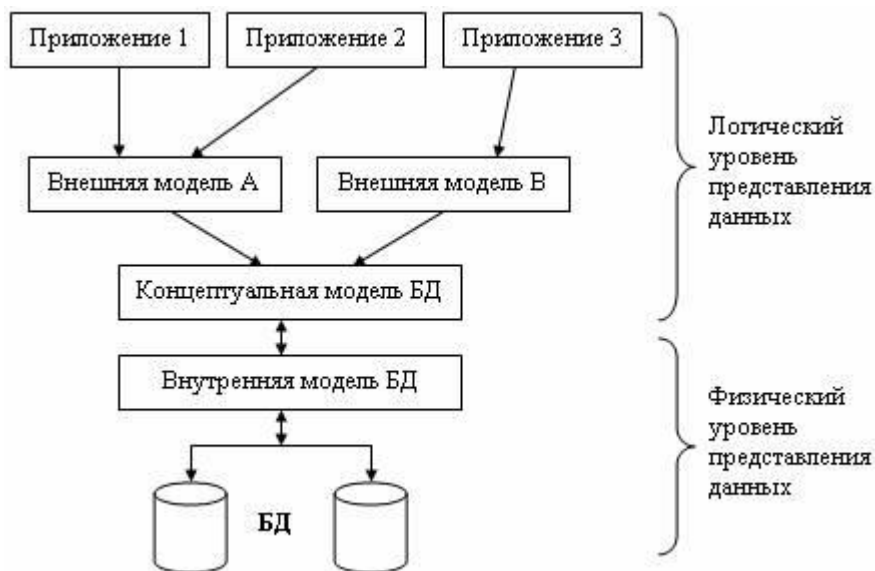 Приложение 1
Приложение 2
Приложение 3
Внешняя модель А
Внешняя модель В
Логический
уровень
представления
данных
Концептуальная модель БД
Внутренняя модель БД
Физический
уровень
представления
данных
БД